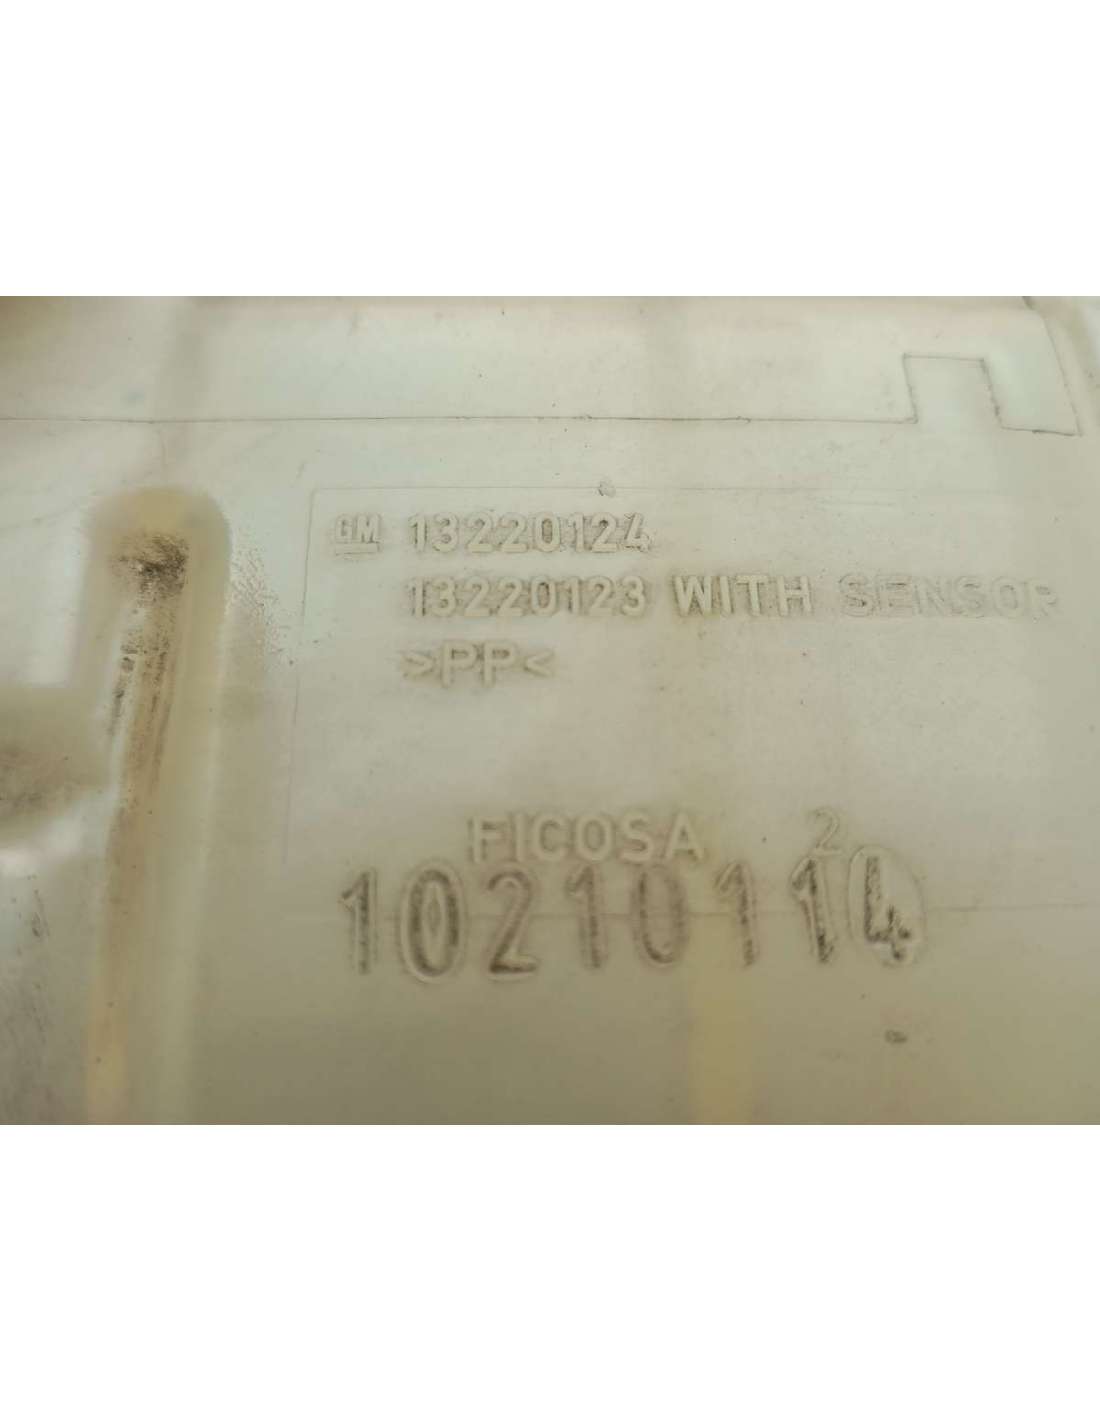 GM 13220124
13220123 WITH SENSOR
>PP<
FICOSA 2
10210114